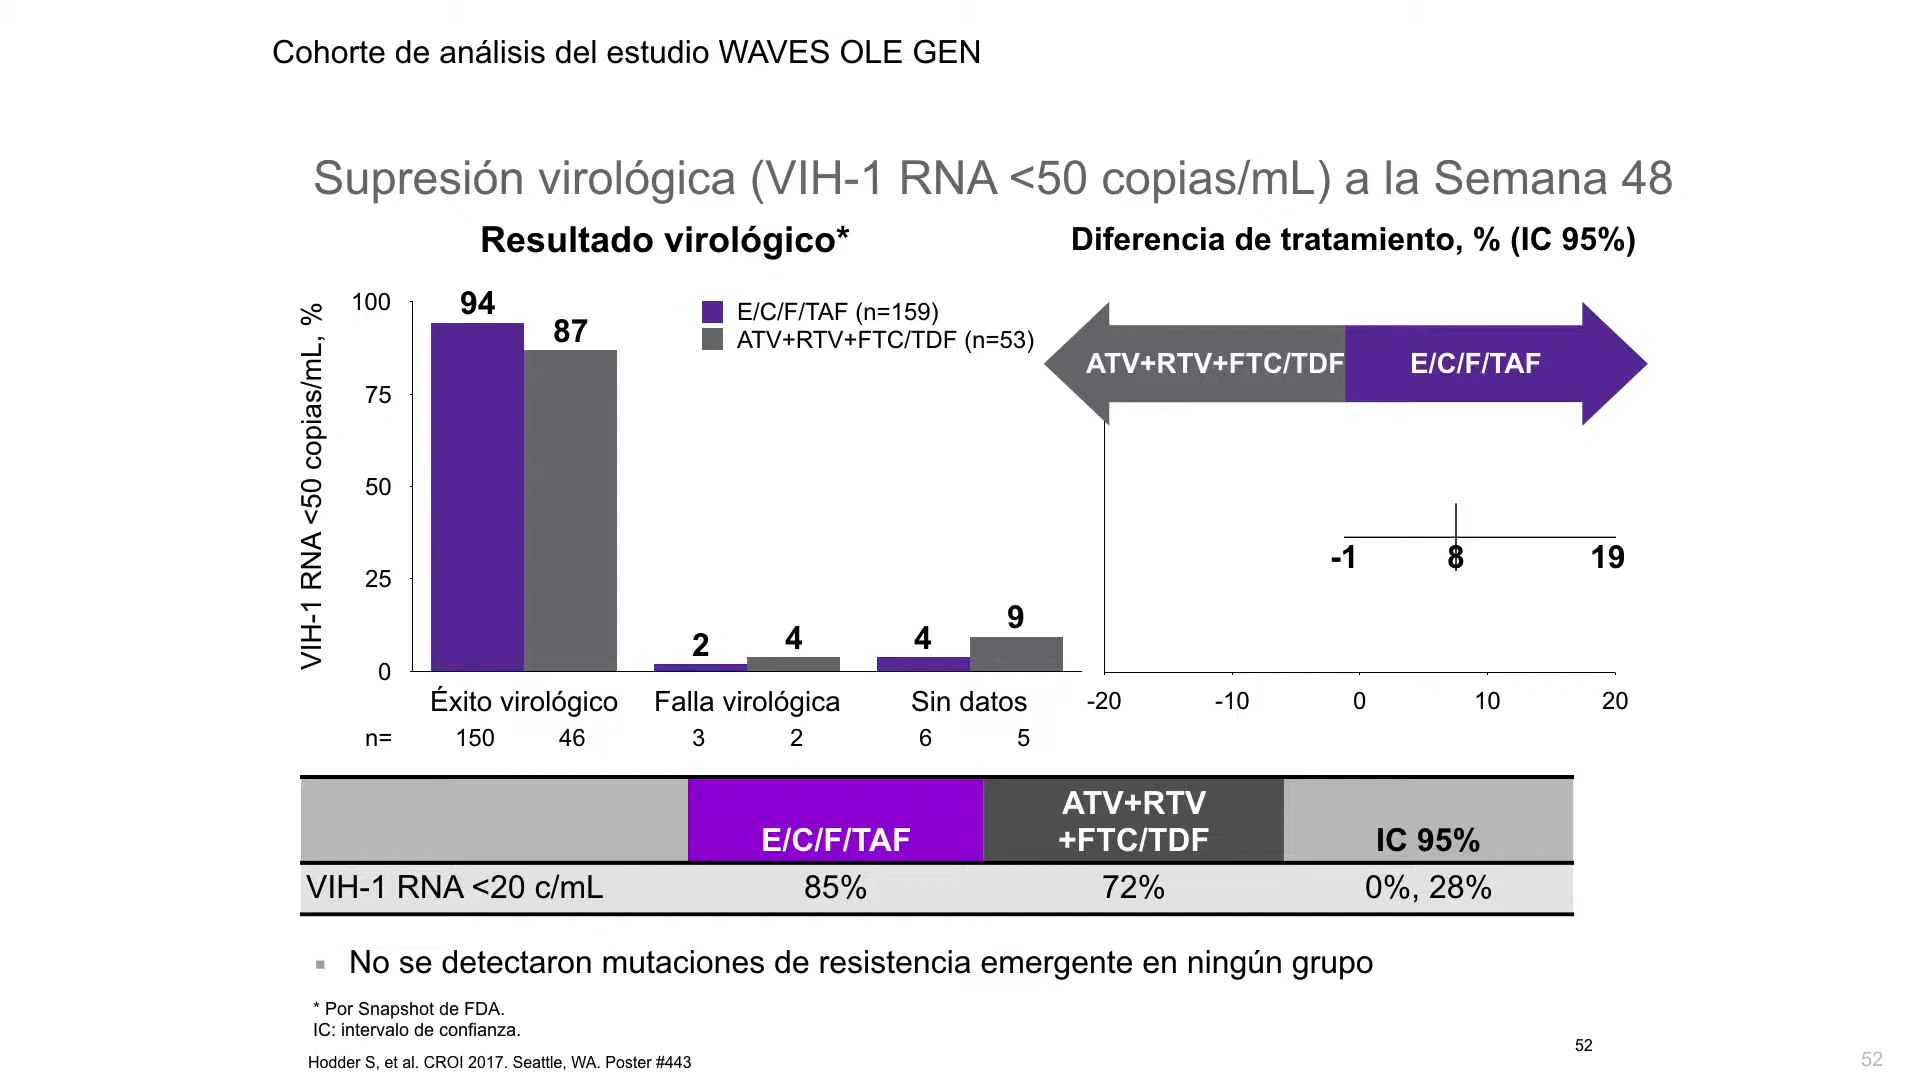 Cohorte de análisis del estudio WAVES OLE GEN
Supresión virológica (VIH-1 RNA <50 copias/mL) a la Semana 48
Resultado virológico*
Diferencia de tratamiento, % (IC 95%)
VIH-1 RNA <50 copias/mL, %
100
75
50
25
0
94
87
2
4
4
9
E/C/F/TAF (n=159)
ATV+RTV+FTC/TDF (n=53)
Éxito virológico
Falla virológica
Sin datos
n=
150
46
3
2
6
5
ATV+RTV+FTC/TDF
E/C/F/TAF
-1
8
19
-20
-10
0
10
20
E/C/F/TAF
ATV+RTV
+FTC/TDF
IC 95%
VIH-1 RNA <20 c/mL
85%
72%
0%, 28%
No se detectaron mutaciones de resistencia emergente en ningún grupo
* Por Snapshot de FDA.
IC: intervalo de confianza.
Hodder S, et al. CROI 2017. Seattle, WA. Poster #443
52
52